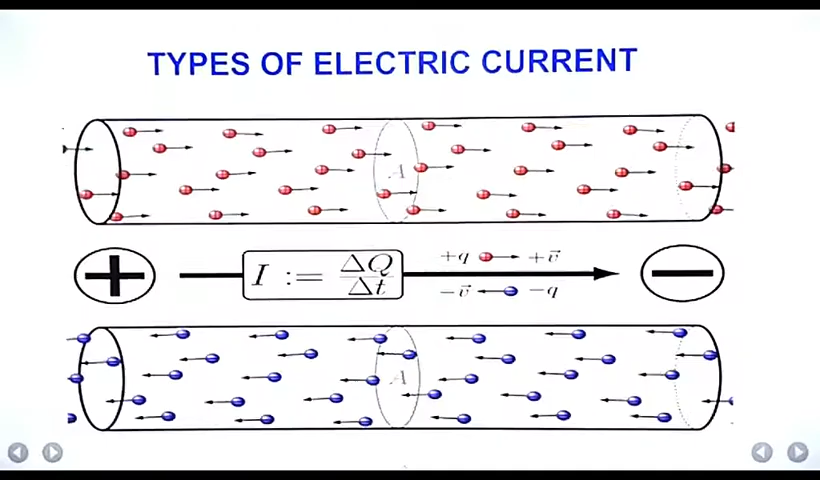 TYPES OF ELECTRIC CURRENT
A
I := ΔQ/Δt
+q +v⃗
−v⃗ −q
A